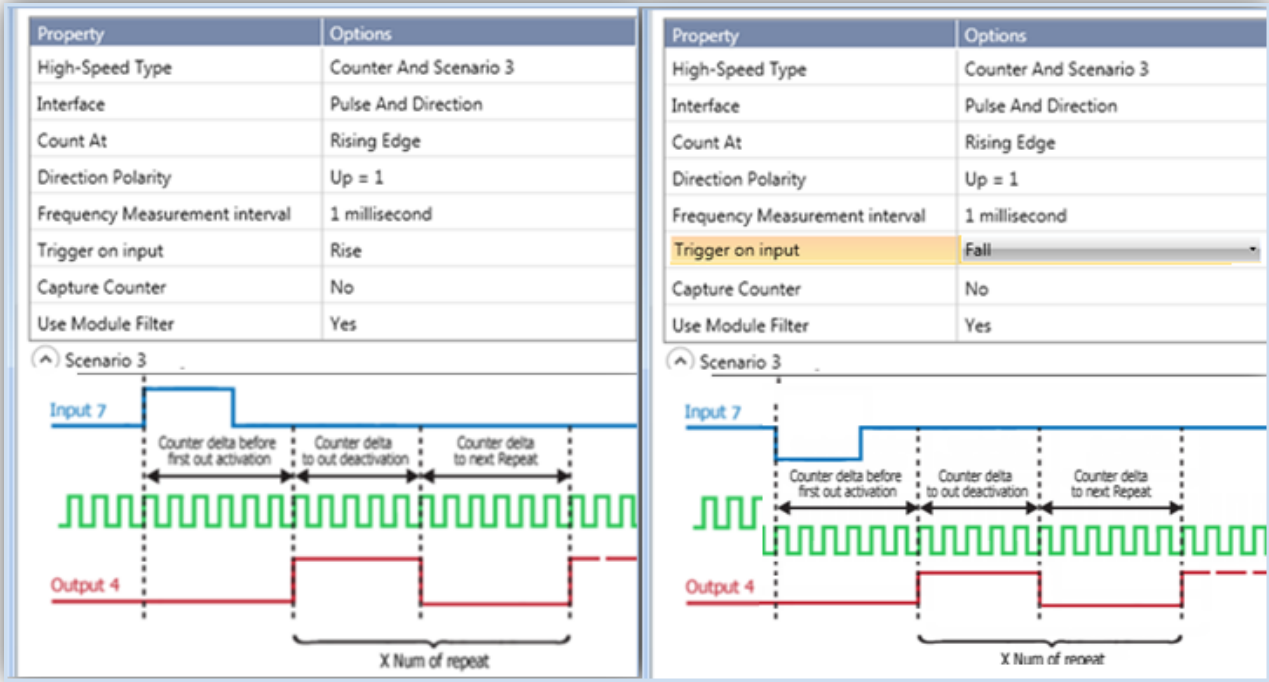 Property Options
High-Speed Type Counter And Scenario 3
Interface Pulse And Direction
Count At Rising Edge
Direction Polarity Up = 1
Frequency Measurement interval 1 millisecond
Trigger on input Rise
Capture Counter No
Use Module Filter Yes
Scenario 3
Input 7
Counter delta before
first out activation
Counter delta
to out deactivation
Counter delta
to next Repeat
Output 4
X Num of repeat
Property Options
High-Speed Type Counter And Scenario 3
Interface Pulse And Direction
Count At Rising Edge
Direction Polarity Up = 1
Frequency Measurement interval 1 millisecond
Trigger on input Fall
Capture Counter No
Use Module Filter Yes
Scenario 3
Input 7
Counter delta before
first out activation
Counter delta
to out deactivation
Counter delta
to next Repeat
Output 4
X Num of repeat